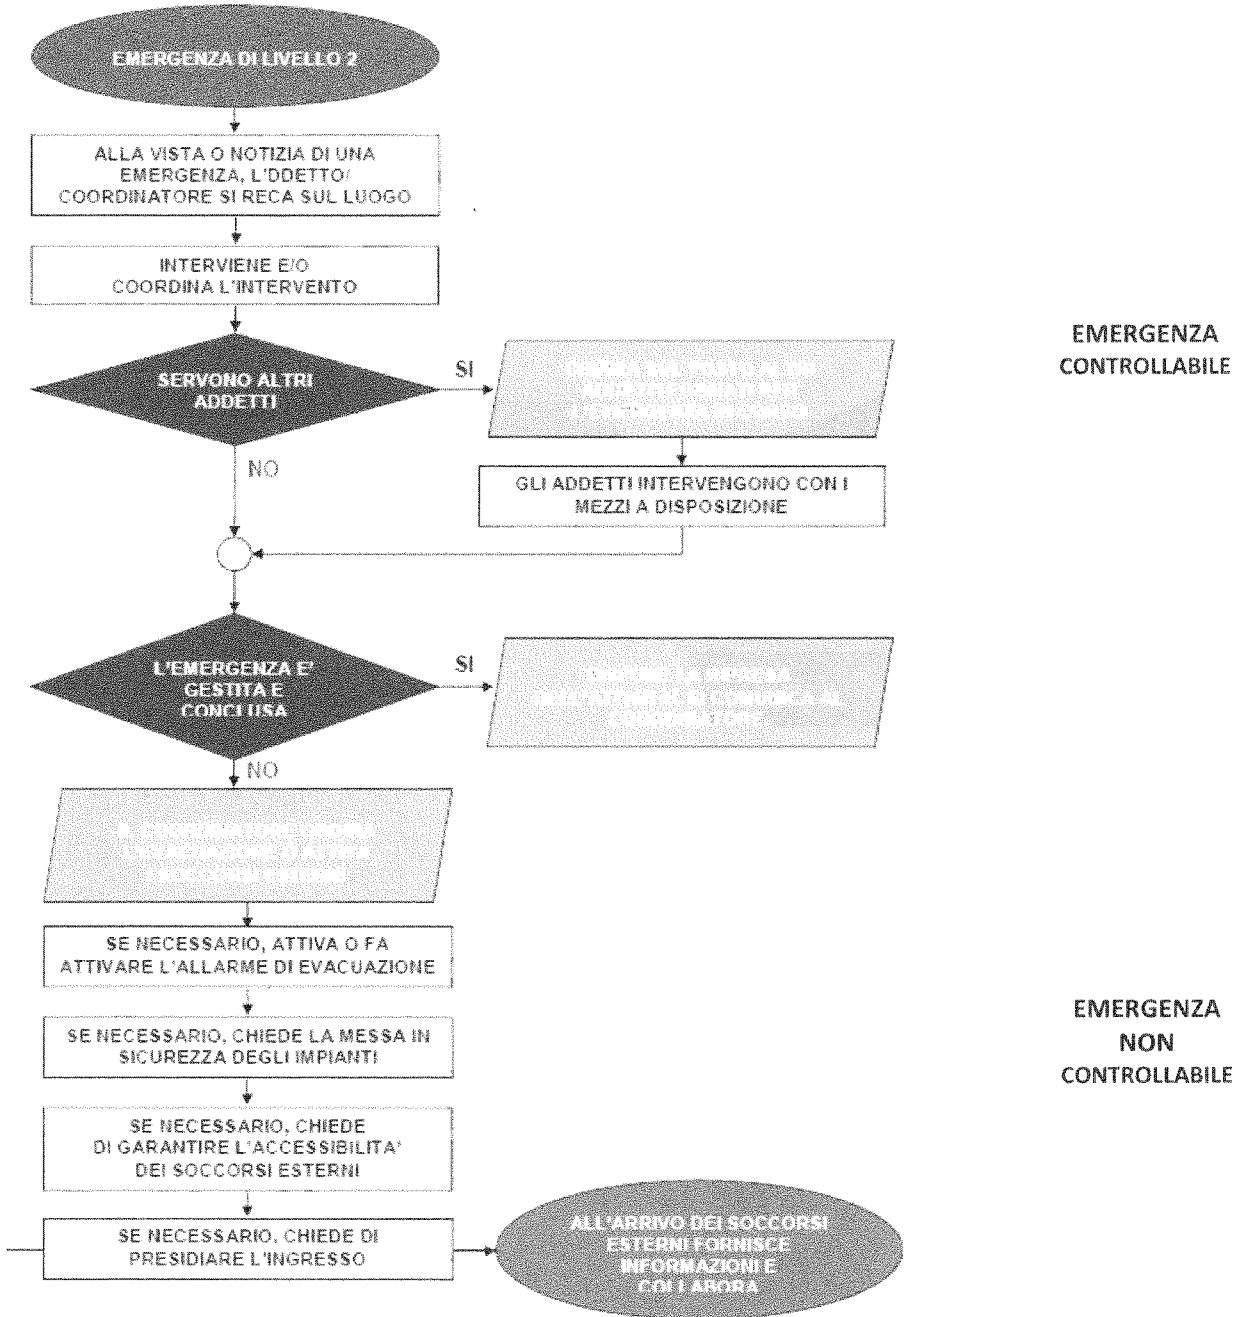 EMERGENZA DI LIVELLO 2
ALLA VISTA O NOTIZIA DI UNA
EMERGENZA, L'DDETTO/
COORDINATORE SI RECA SUL LUOGO
INTERVIENE E/O
COORDINA L'INTERVENTO
SERVONO ALTRI
ADDETTI
SI
NO
GLI ADDETTI INTERVENGONO CON I
MEZZI A DISPOSIZIONE
EMERGENZA
CONTROLLABILE
L'EMERGENZA E'
GESTITA E
CONCLUSA
SI
NO
IL COORDINATORE
SE NECESSARIO, ATTIVA O FA
ATTIVARE L'ALLARME DI EVACUAZIONE
SE NECESSARIO, CHIEDE LA MESSA IN
SICUREZZA DEGLI IMPIANTI
SE NECESSARIO, CHIEDE
DI GARANTIRE L'ACCESSIBILITA'
DEI SOCCORSI ESTERNI
SE NECESSARIO, CHIEDE DI
PRESIDIARE L'INGRESSO
EMERGENZA
NON
CONTROLLABILE
ALL'ARRIVO DEI SOCCORSI
ESTERNI FORNISCE
INFORMAZIONI E
COLLABORA